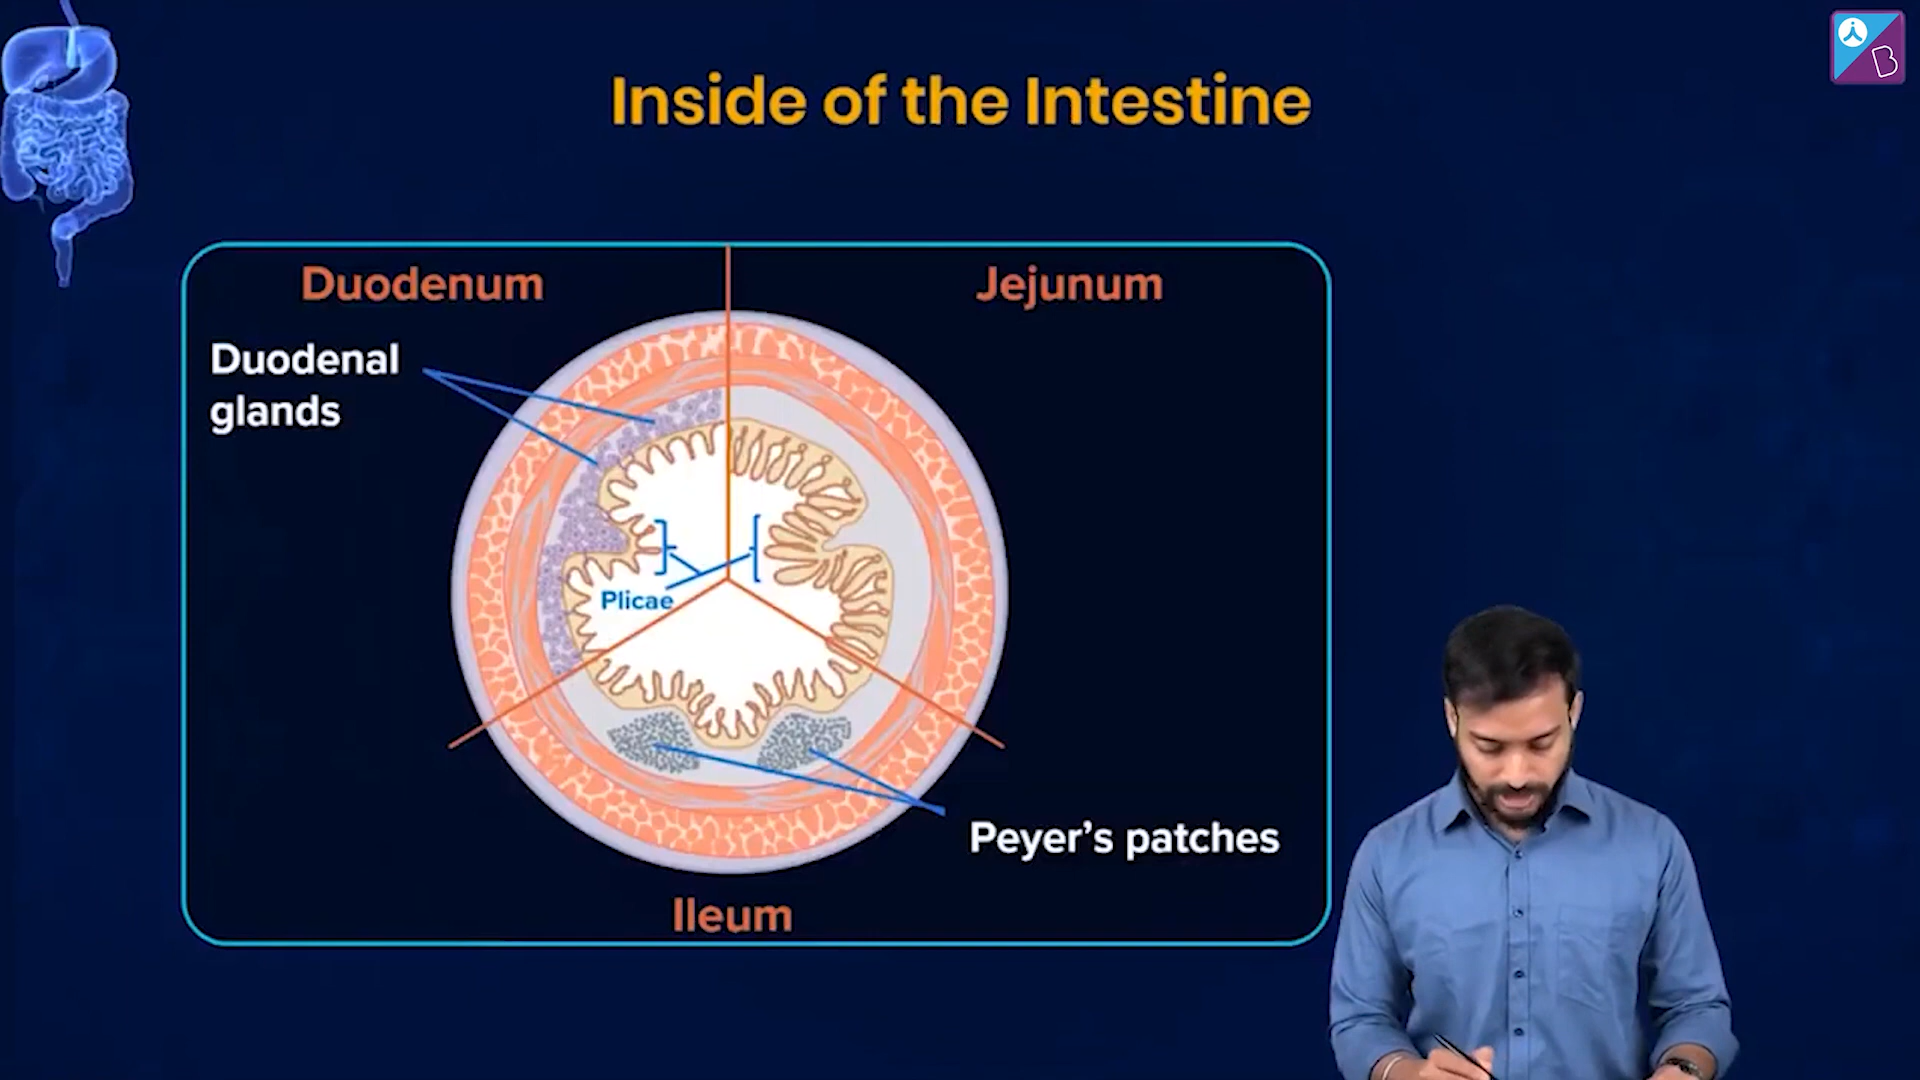 Inside of the Intestine
Duodenum
Jejunum
Duodenal
glands
Plicae
Peyer's patches
Ileum
B